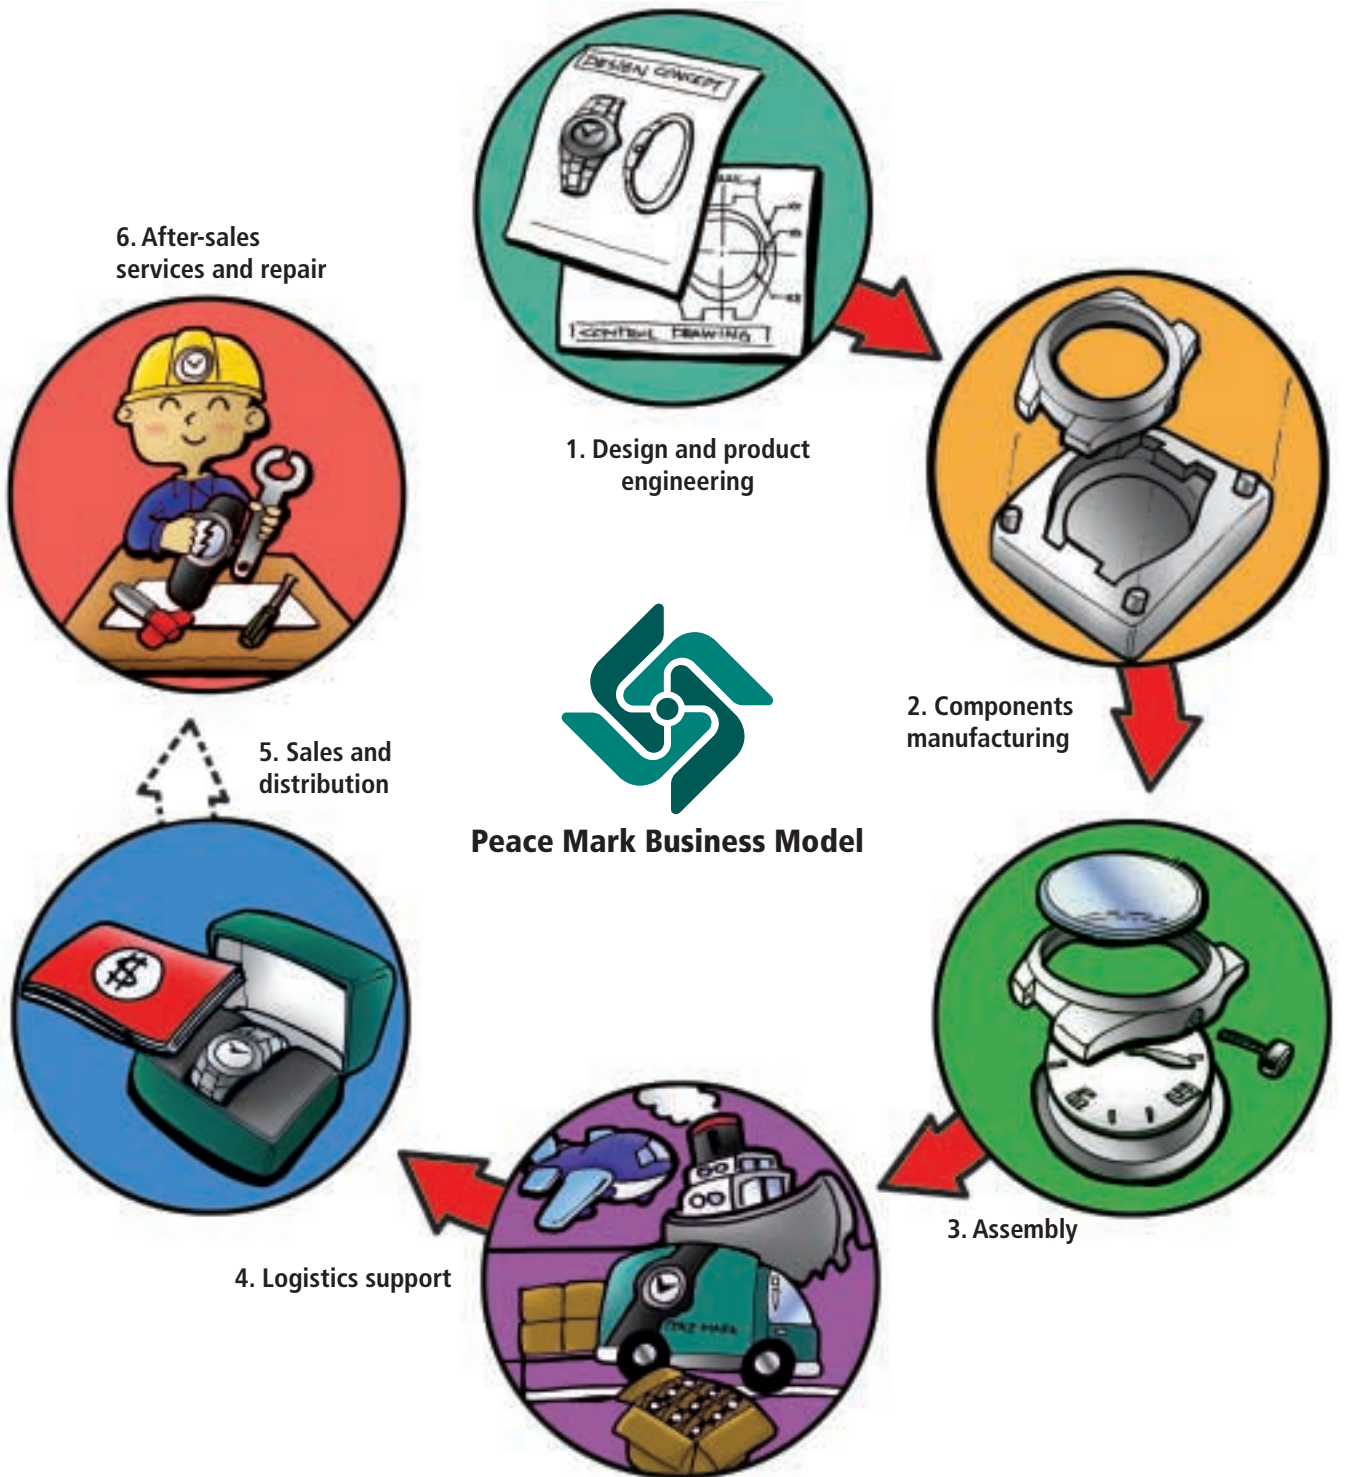 DESIGN CONCEPT
CONTROL DRAWING
6. After-sales
services and repair
1. Design and product
engineering
2. Components
manufacturing
5. Sales and
distribution
Peace Mark Business Model
$
3. Assembly
4. Logistics support
MARK